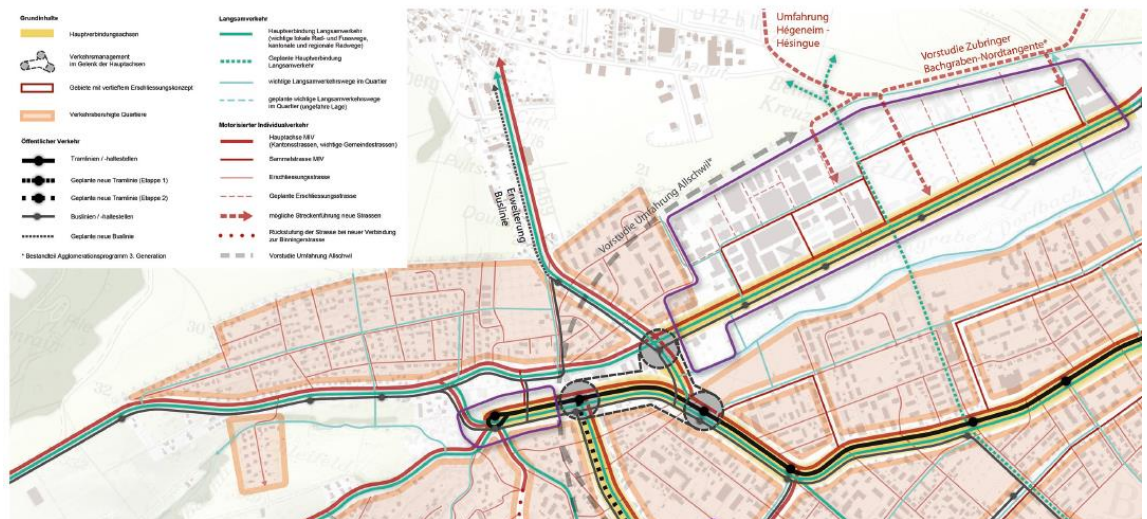 Grundinhalte
Hauptverbindungsachsen
Verkehrsmanagement
im Gelenk der Hauptachsen
Gebiete mit vertieftem Erschliessungskonzept
Verkehrsberuhigte Quartiere
Öffentlicher Verkehr
Tramlinien / -haltestellen
Geplante neue Tramlinie (Etappe 1)
Geplante neue Tramlinie (Etappe 2)
Buslinien / -haltestellen
Geplante neue Buslinie
* Bestandteil Agglomerationsprogramm 3. Generation
Langsamverkehr
Hauptverbindung Langsamverkehr
(wichtige lokale Rad- und Fusswege,
kantonale und regionale Radwege)
Geplante Hauptverbindung
Langsamverkehr
wichtige Langsamverkehrswege im Quartier
geplante wichtige Langsamverkehrswege
im Quartier (ungefähre Lage)
Motorisierter Individualverkehr
Hauptachse MIV
(Kantonsstrassen, wichtige Gemeindestrassen)
Sammelstrasse MIV
Erschliessungsstrasse
Geplante Erschliessungsstrasse
mögliche Streckenführung neue Strassen
Rückstufung der Strasse bei neuer Verbindung
zur Binningerstrasse
Vorstudie Umfahrung Allschwil
Umfahrung
Hégenheim -
Hésingue
Vorstudie Zubringer
Bachgraben-Nordtangente*
Vorstudie Umfahrung Allschwil*
Erweiterung
Buslinie